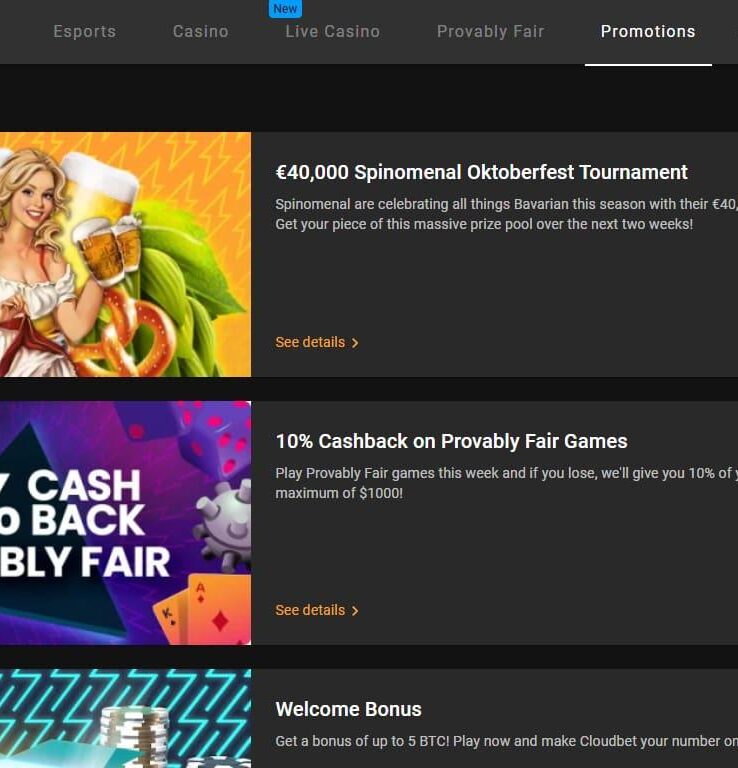 New
Esports Casino Live Casino Provably Fair Promotions
€40,000 Spinomenal Oktoberfest Tournament
Spinomenal are celebrating all things Bavarian this season with their €40,
Get your piece of this massive prize pool over the next two weeks!
See details
CASH
BACK
BLY FAIR
K
A
10% Cashback on Provably Fair Games
Play Provably Fair games this week and if you lose, we'll give you 10% of
maximum of $1000!
See details
Welcome Bonus
Get a bonus of up to 5 BTC! Play now and make Cloudbet your number on